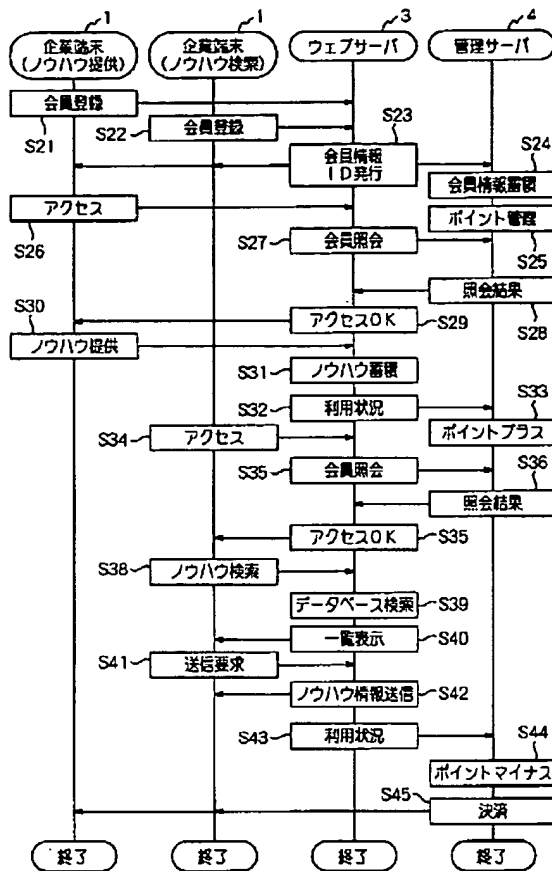 1
1
3
4
企業端末
(ノウハウ提供)
企業端末
(ノウハウ検索)
ウェブサーバ
管理サーバ
会員登録
S21
S22
会員登録
S23
会員情報
ID発行
S24
会員情報蓄積
ポイント管理
S25
アクセス
S26
S27
会員照会
照会結果
S28
アクセスOK
S29
S30
ノウハウ提供
S31
ノウハウ蓄積
S32
利用状況
S33
ポイントプラス
S34
アクセス
S35
会員照会
S36
照会結果
アクセスOK
S35
S38
ノウハウ検索
データベース検索
S39
一覧表示
S40
S41
送信要求
ノウハウ情報送信
S42
S43
利用状況
S44
ポイントマイナス
S45
決済
終了
終了
終了
終了